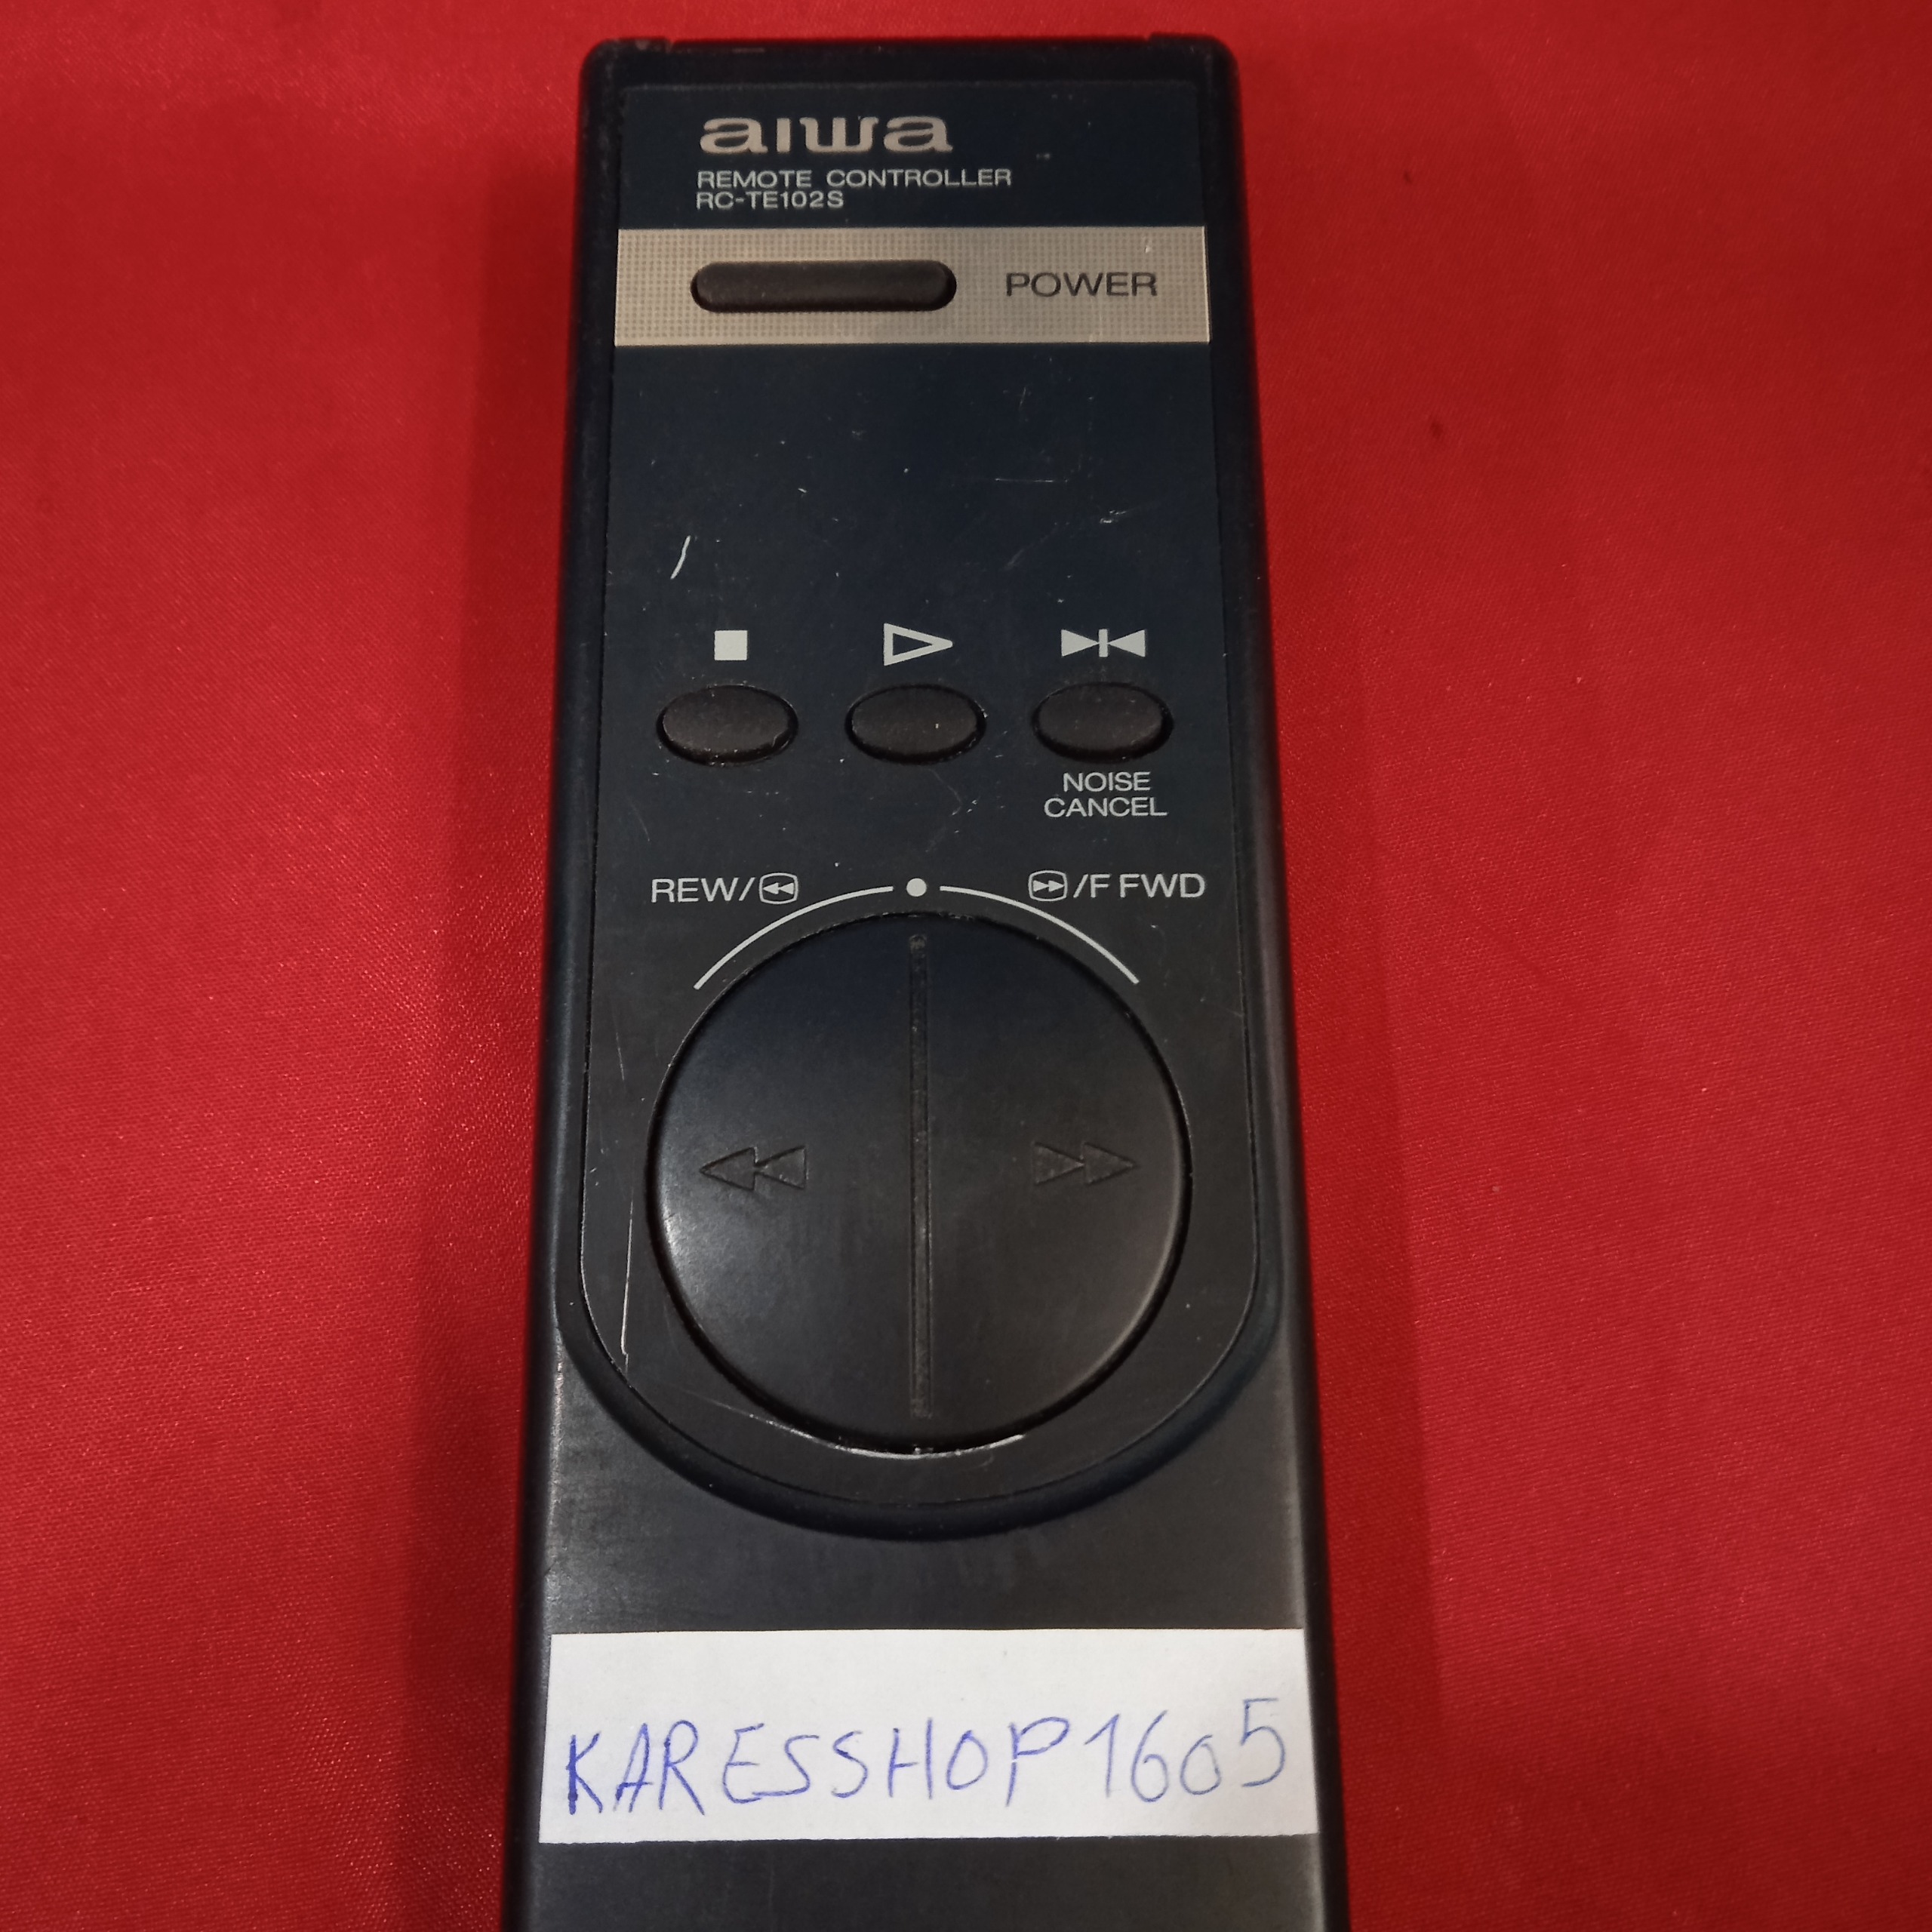 aiwa
REMOTE CONTROLLER
RC-TE102S
POWER
NOISE
CANCEL
REW/ /F FWD
KARESSHOP1605